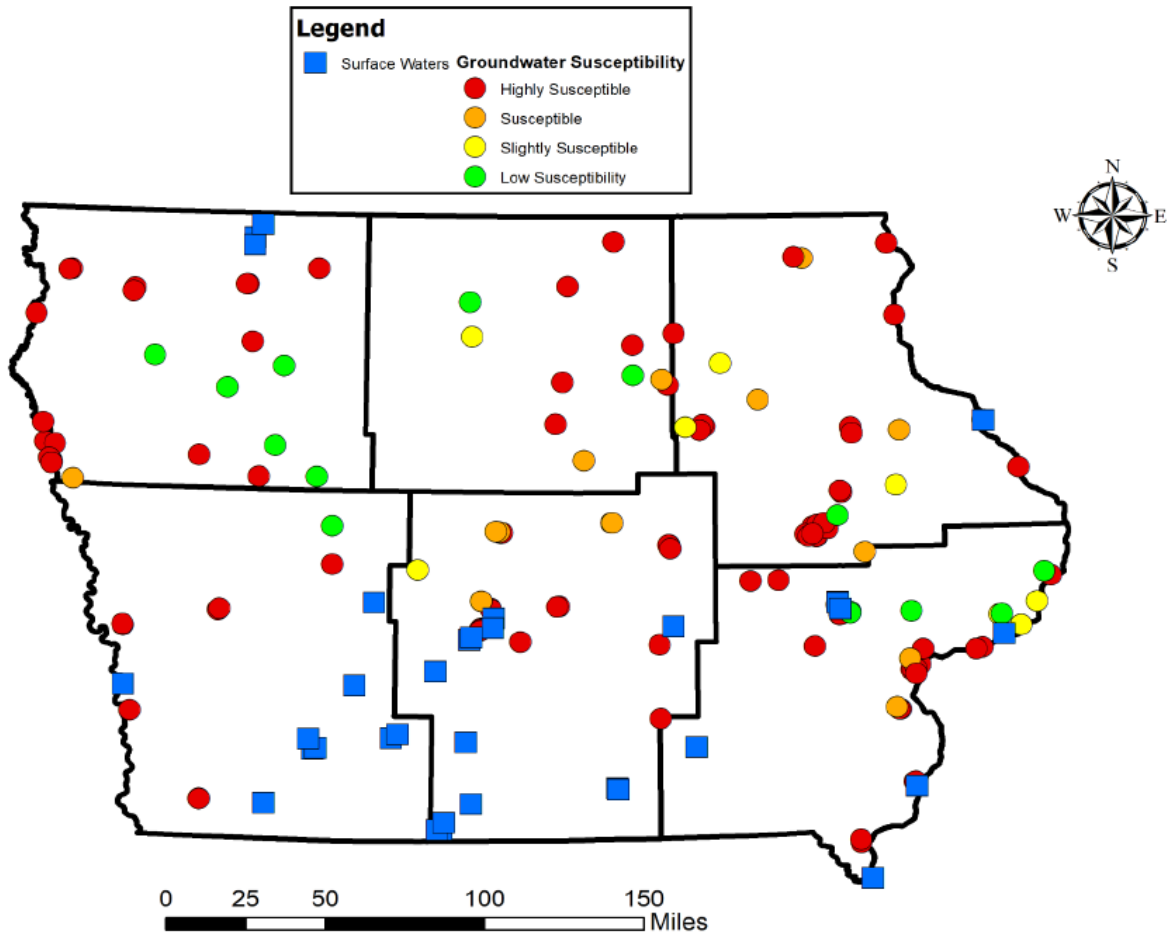 Legend
Surface Waters
Groundwater Susceptibility
Highly Susceptible
Susceptible
Slightly Susceptible
Low Susceptibility
N
W E
S
0 25 50 100 150
Miles